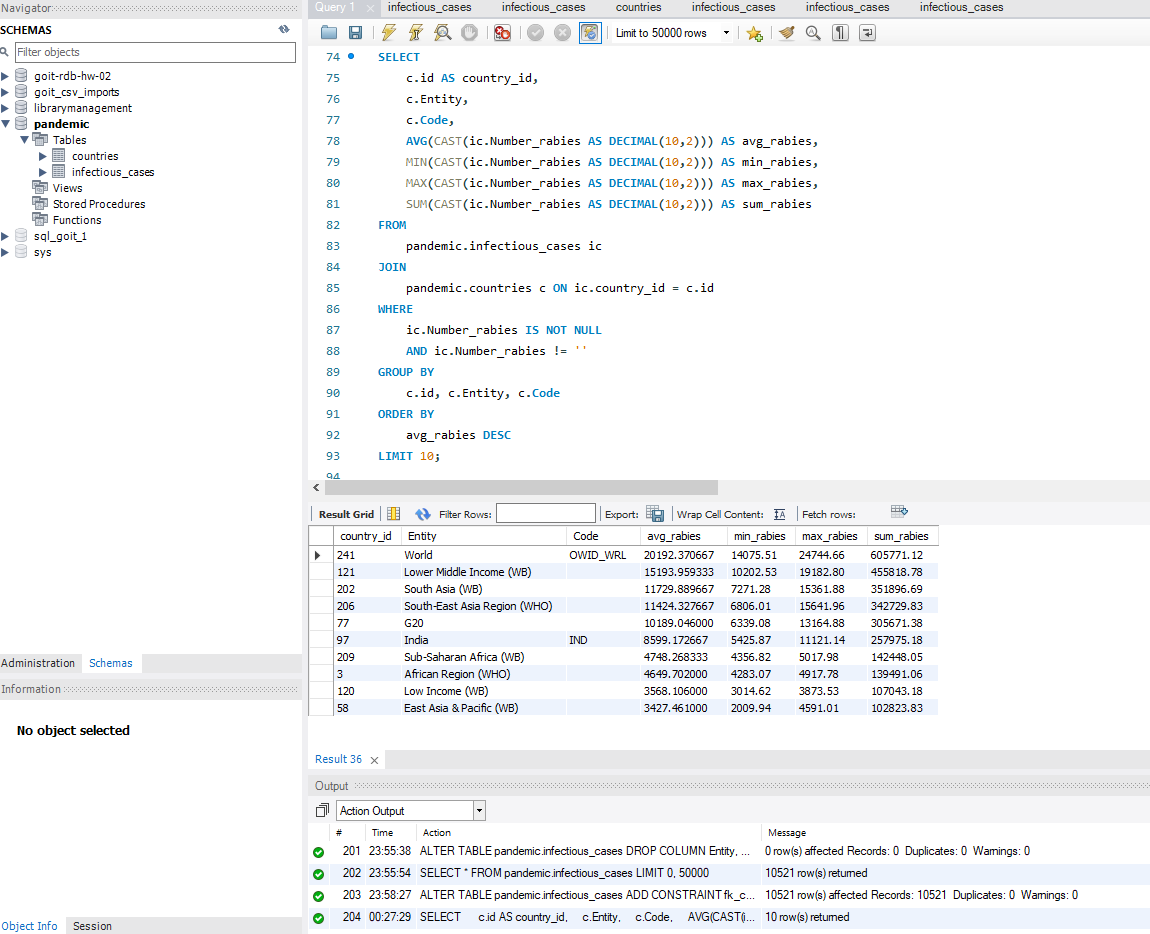 Navigator
SCHEMAS
Filter objects
goit-rdb-hw-02
goit_csv_imports
librarymanagement
pandemic
Tables
countries
infectious_cases
Views
Stored Procedures
Functions
sql_goit_1
sys
Administration Schemas
Information
No object selected
Object Info Session
Query 1 infectious_cases infectious_cases countries infectious_cases infectious_cases infectious_cases
Limit to 50000 rows
74 SELECT
75 c.id AS country_id,
76 c.Entity,
77 c.Code,
78 AVG(CAST(ic.Number_rabies AS DECIMAL(10,2))) AS avg_rabies,
79 MIN(CAST(ic.Number_rabies AS DECIMAL(10,2))) AS min_rabies,
80 MAX(CAST(ic.Number_rabies AS DECIMAL(10,2))) AS max_rabies,
81 SUM(CAST(ic.Number_rabies AS DECIMAL(10,2))) AS sum_rabies
82 FROM
83 pandemic.infectious_cases ic
84 JOIN
85 pandemic.countries c ON ic.country_id = c.id
86 WHERE
87 ic.Number_rabies IS NOT NULL
88 AND ic.Number_rabies != ''
89 GROUP BY
90 c.id, c.Entity, c.Code
91 ORDER BY
92 avg_rabies DESC
93 LIMIT 10;
94
Result Grid Filter Rows: Export: Wrap Cell Content: Fetch rows:
country_id Entity Code avg_rabies min_rabies max_rabies sum_rabies
241 World OWID_WRL 20192.370667 14075.51 24744.66 605771.12
121 Lower Middle Income (WB) 15193.959333 10202.53 19182.80 455818.78
202 South Asia (WB) 11729.889667 7271.28 15361.88 351896.69
206 South-East Asia Region (WHO) 11424.327667 6806.01 15641.96 342729.83
77 G20 10189.046000 6339.08 13164.88 305671.38
97 India IND 8599.172667 5425.87 11121.14 257975.18
209 Sub-Saharan Africa (WB) 4748.268333 4356.82 5017.98 142448.05
3 African Region (WHO) 4649.702000 4283.07 4917.78 139491.06
120 Low Income (WB) 3568.106000 3014.62 3873.53 107043.18
58 East Asia & Pacific (WB) 3427.461000 2009.94 4591.01 102823.83
Result 36
Output
Action Output
# Time Action Message
201 23:55:38 ALTER TABLE pandemic.infectious_cases DROP COLUMN Entity, ... 0 row(s) affected Records: 0 Duplicates: 0 Warnings: 0
202 23:55:54 SELECT * FROM pandemic.infectious_cases LIMIT 0, 50000 10521 row(s) returned
203 23:58:27 ALTER TABLE pandemic.infectious_cases ADD CONSTRAINT fk_c... 10521 row(s) affected Records: 10521 Duplicates: 0 Warnings: 0
204 00:27:29 SELECT c.id AS country_id, c.Entity, c.Code, AVG(CAST(i... 10 row(s) returned